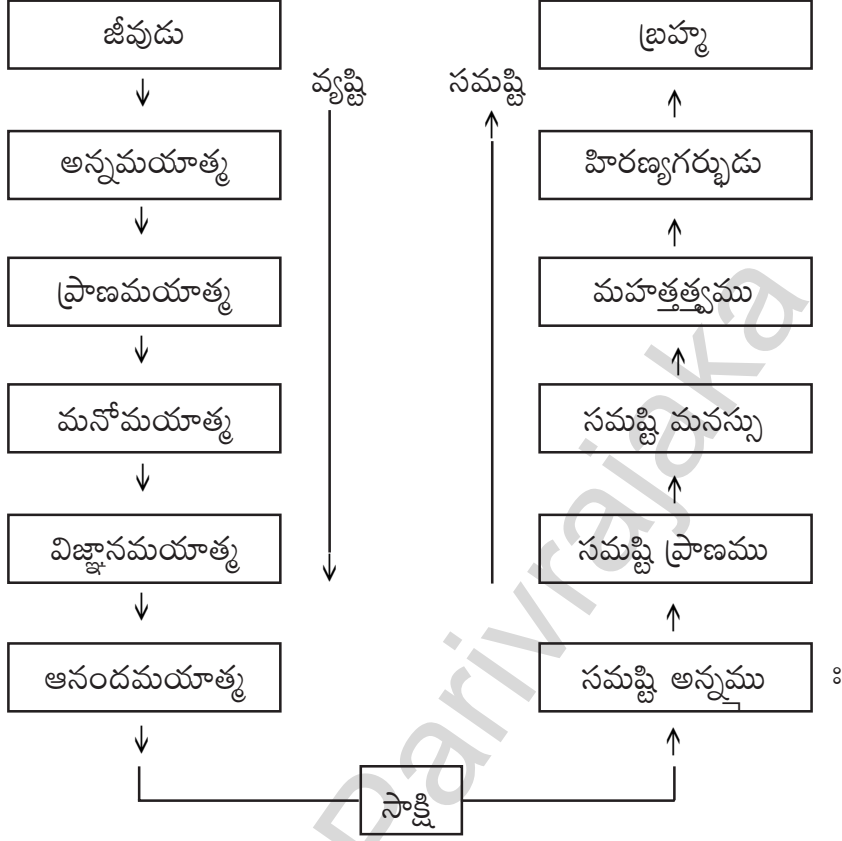 జీవుడు
అన్నమయాత్మ
ప్రాణమయాత్మ
మనోమయాత్మ
విజ్ఞానమయాత్మ
ఆనందమయాత్మ
వ్యష్టి
సమష్టి
బ్రహ్మ
హిరణ్యగర్భుడు
మహత్తత్త్వము
సమష్టి మనస్సు
సమష్టి ప్రాణము
సమష్టి అన్నము ః
సాక్షి
Parivrajaka